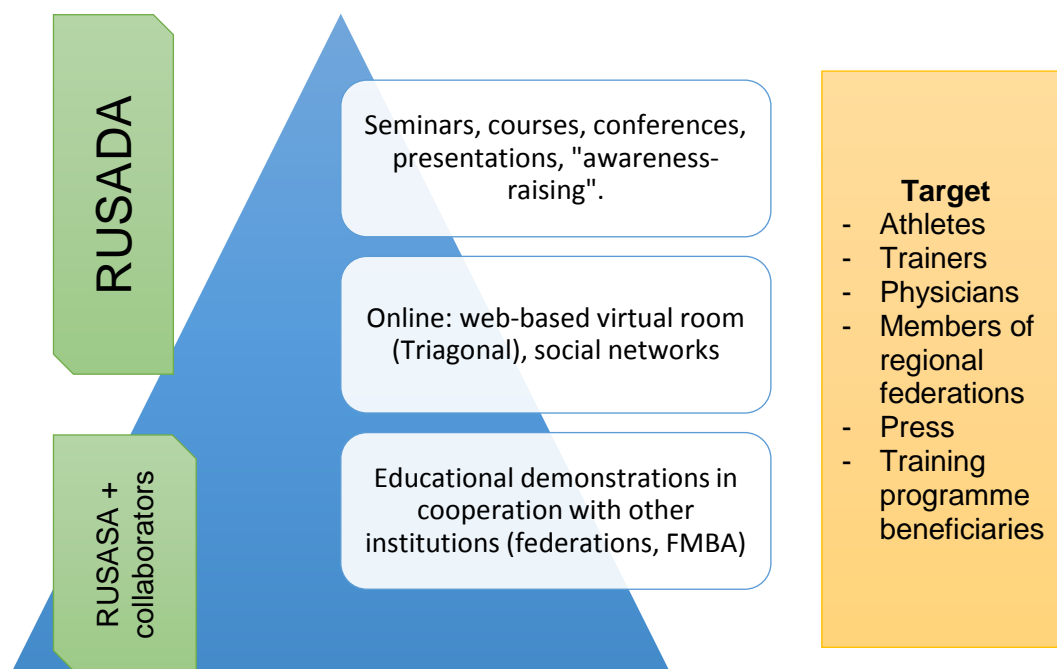 RUSADA
Seminars, courses, conferences,
presentations, "awareness-
raising".
Online: web-based virtual room
(Triagonal), social networks
RUSASA +
collaborators
Educational demonstrations in
cooperation with other
institutions (federations, FMBA)
Target
- Athletes
- Trainers
- Physicians
- Members of
regional
federations
- Press
- Training
programme
beneficiaries